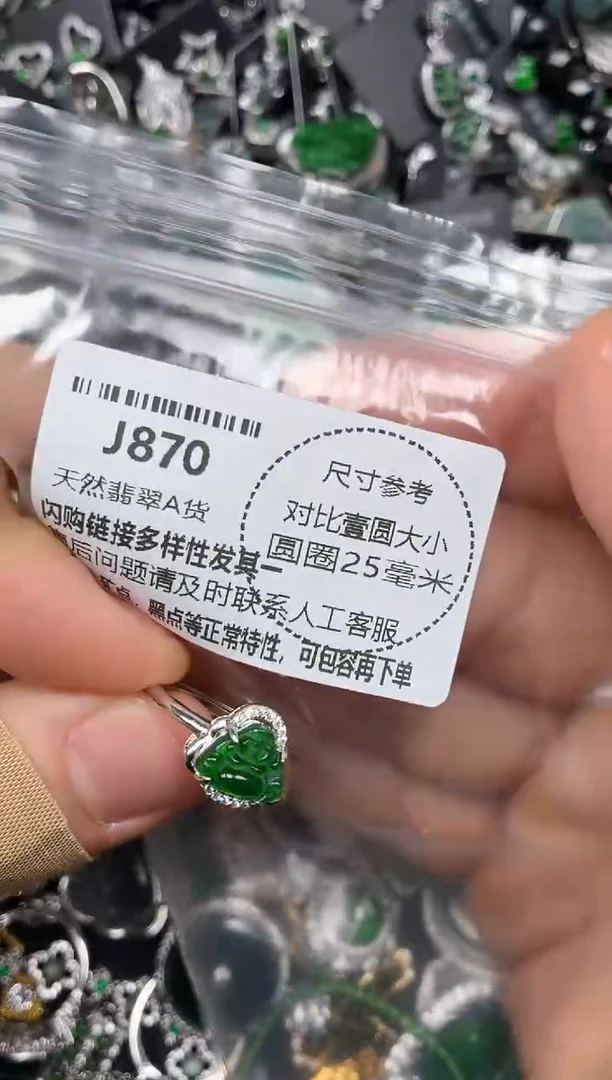 J870
天然翡翠A货
尺寸参考
对比壹圆大小
圆圈25毫米
闪购链接多样性发其一
后问题请及时联系人工客服
黑点等正常特性，可包容再下单